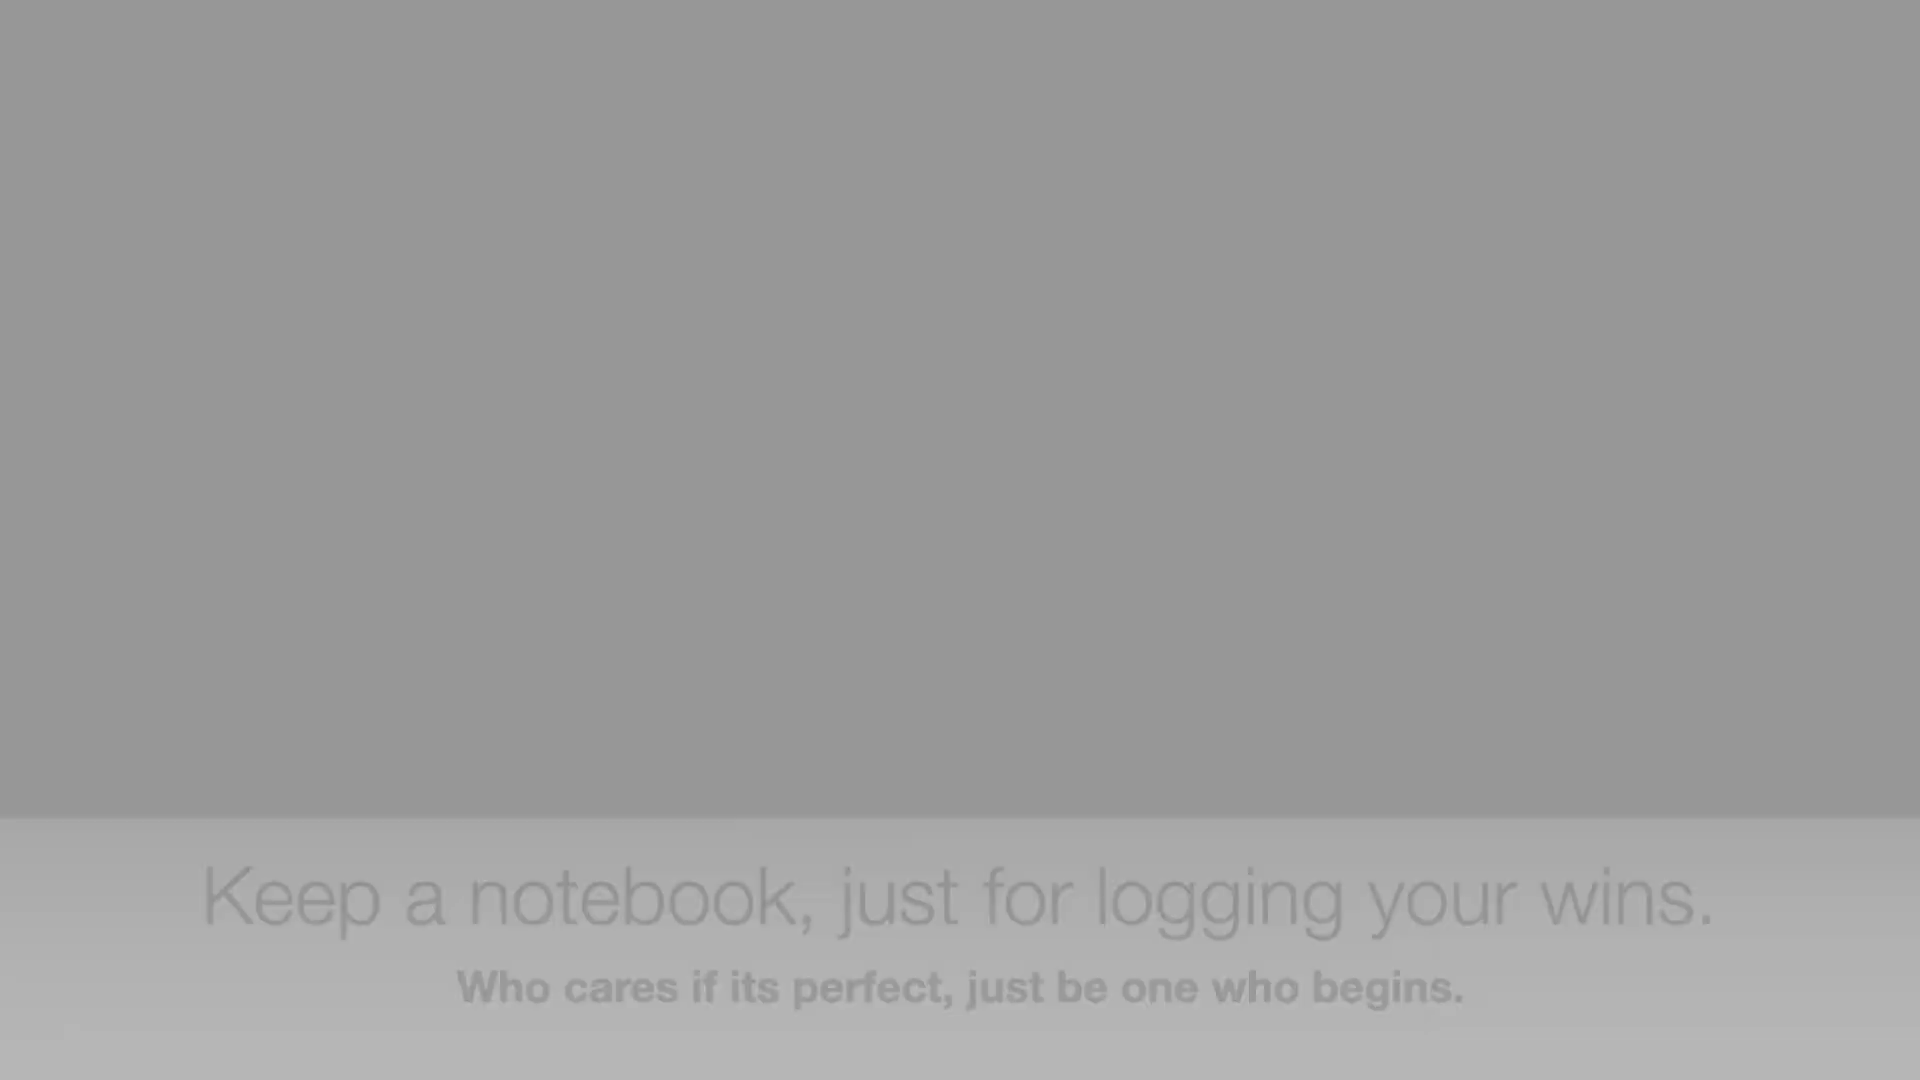 Keep a notebook, just for logging your wins.
Who cares if its perfect, just be one who begins.